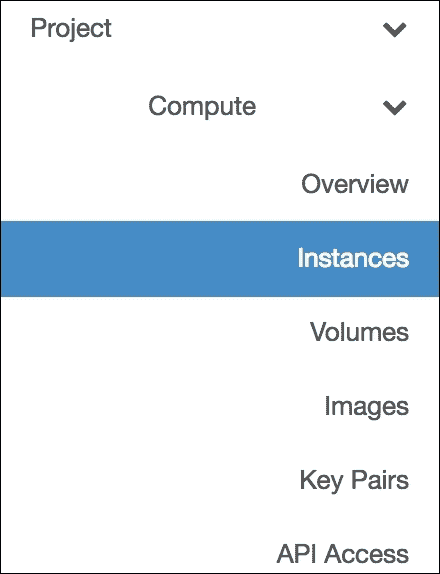 Project
Compute
Overview
Instances
Volumes
Images
Key Pairs
API Access